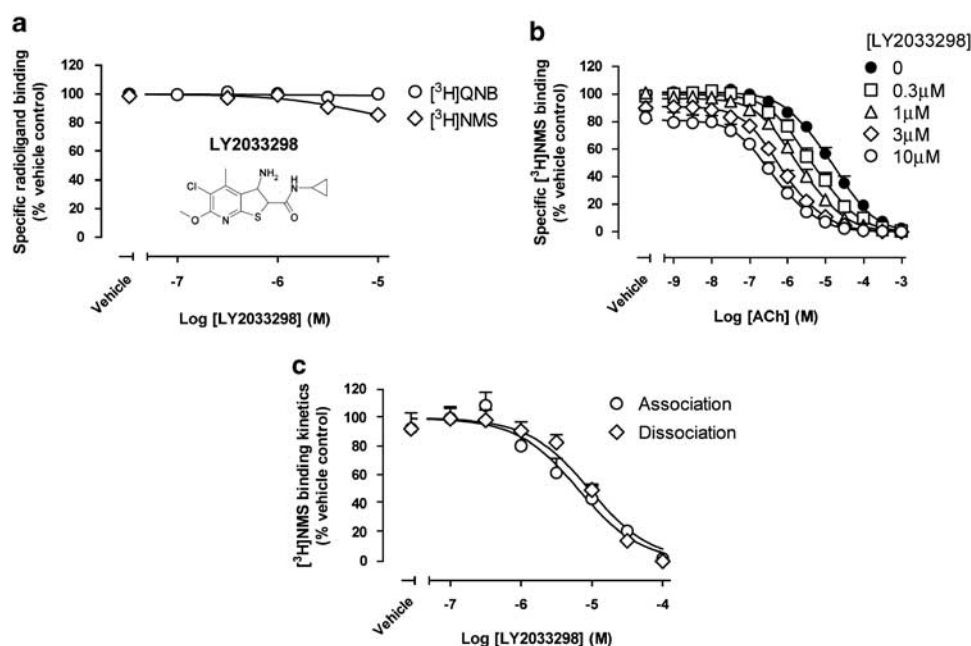 a
Specific radioligand binding
(% vehicle control)
120
100
80
60
40
20
0
[³H]QNB
[³H]NMS
LY2033298
NH₂
Cl
H
N
O
N
S
O
Vehicle
-7
-6
-5
Log [LY2033298] (M)
b
Specific [³H]NMS binding
(% vehicle control)
120
100
80
60
40
20
0
[LY2033298]
0
0.3µM
1µM
3µM
10µM
Vehicle
-9
-8
-7
-6
-5
-4
-3
Log [ACh] (M)
c
[³H]NMS binding kinetics
(% vehicle control)
120
100
80
60
40
20
0
Association
Dissociation
Vehicle
-7
-6
-5
-4
Log [LY2033298] (M)